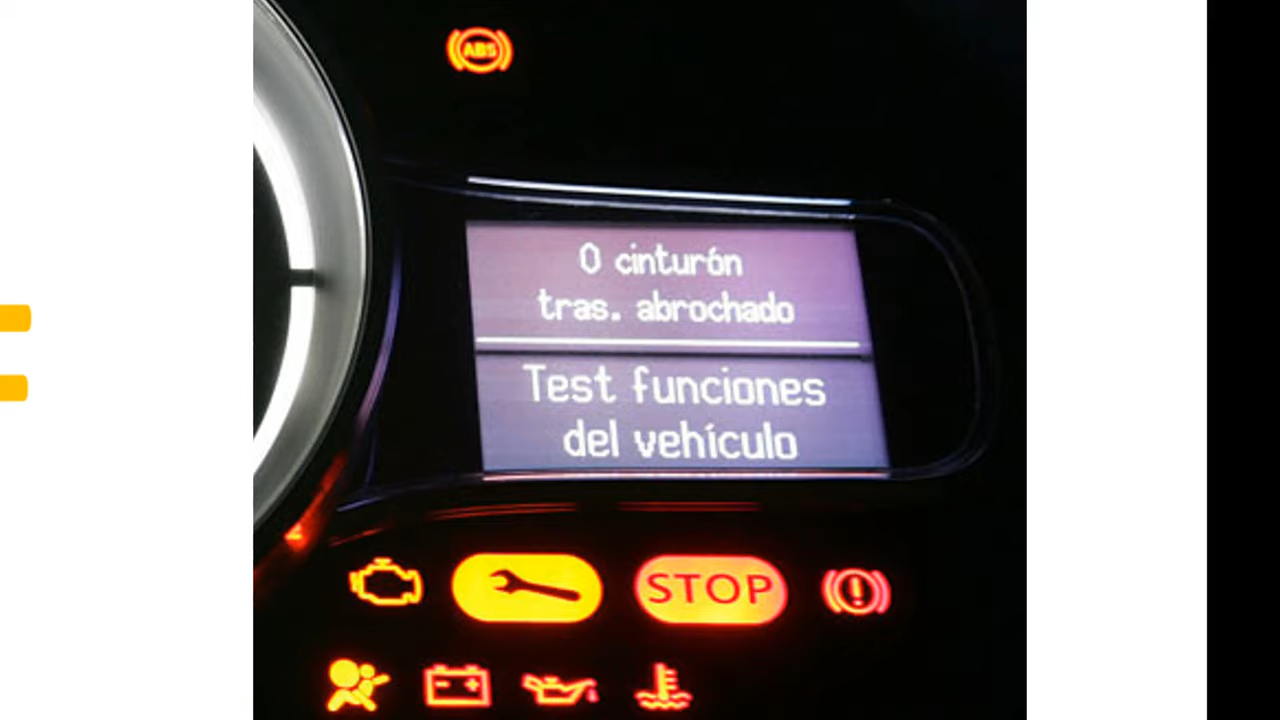 ABS
0 cinturón
tras. abrochado
Test funciones
del vehículo
STOP